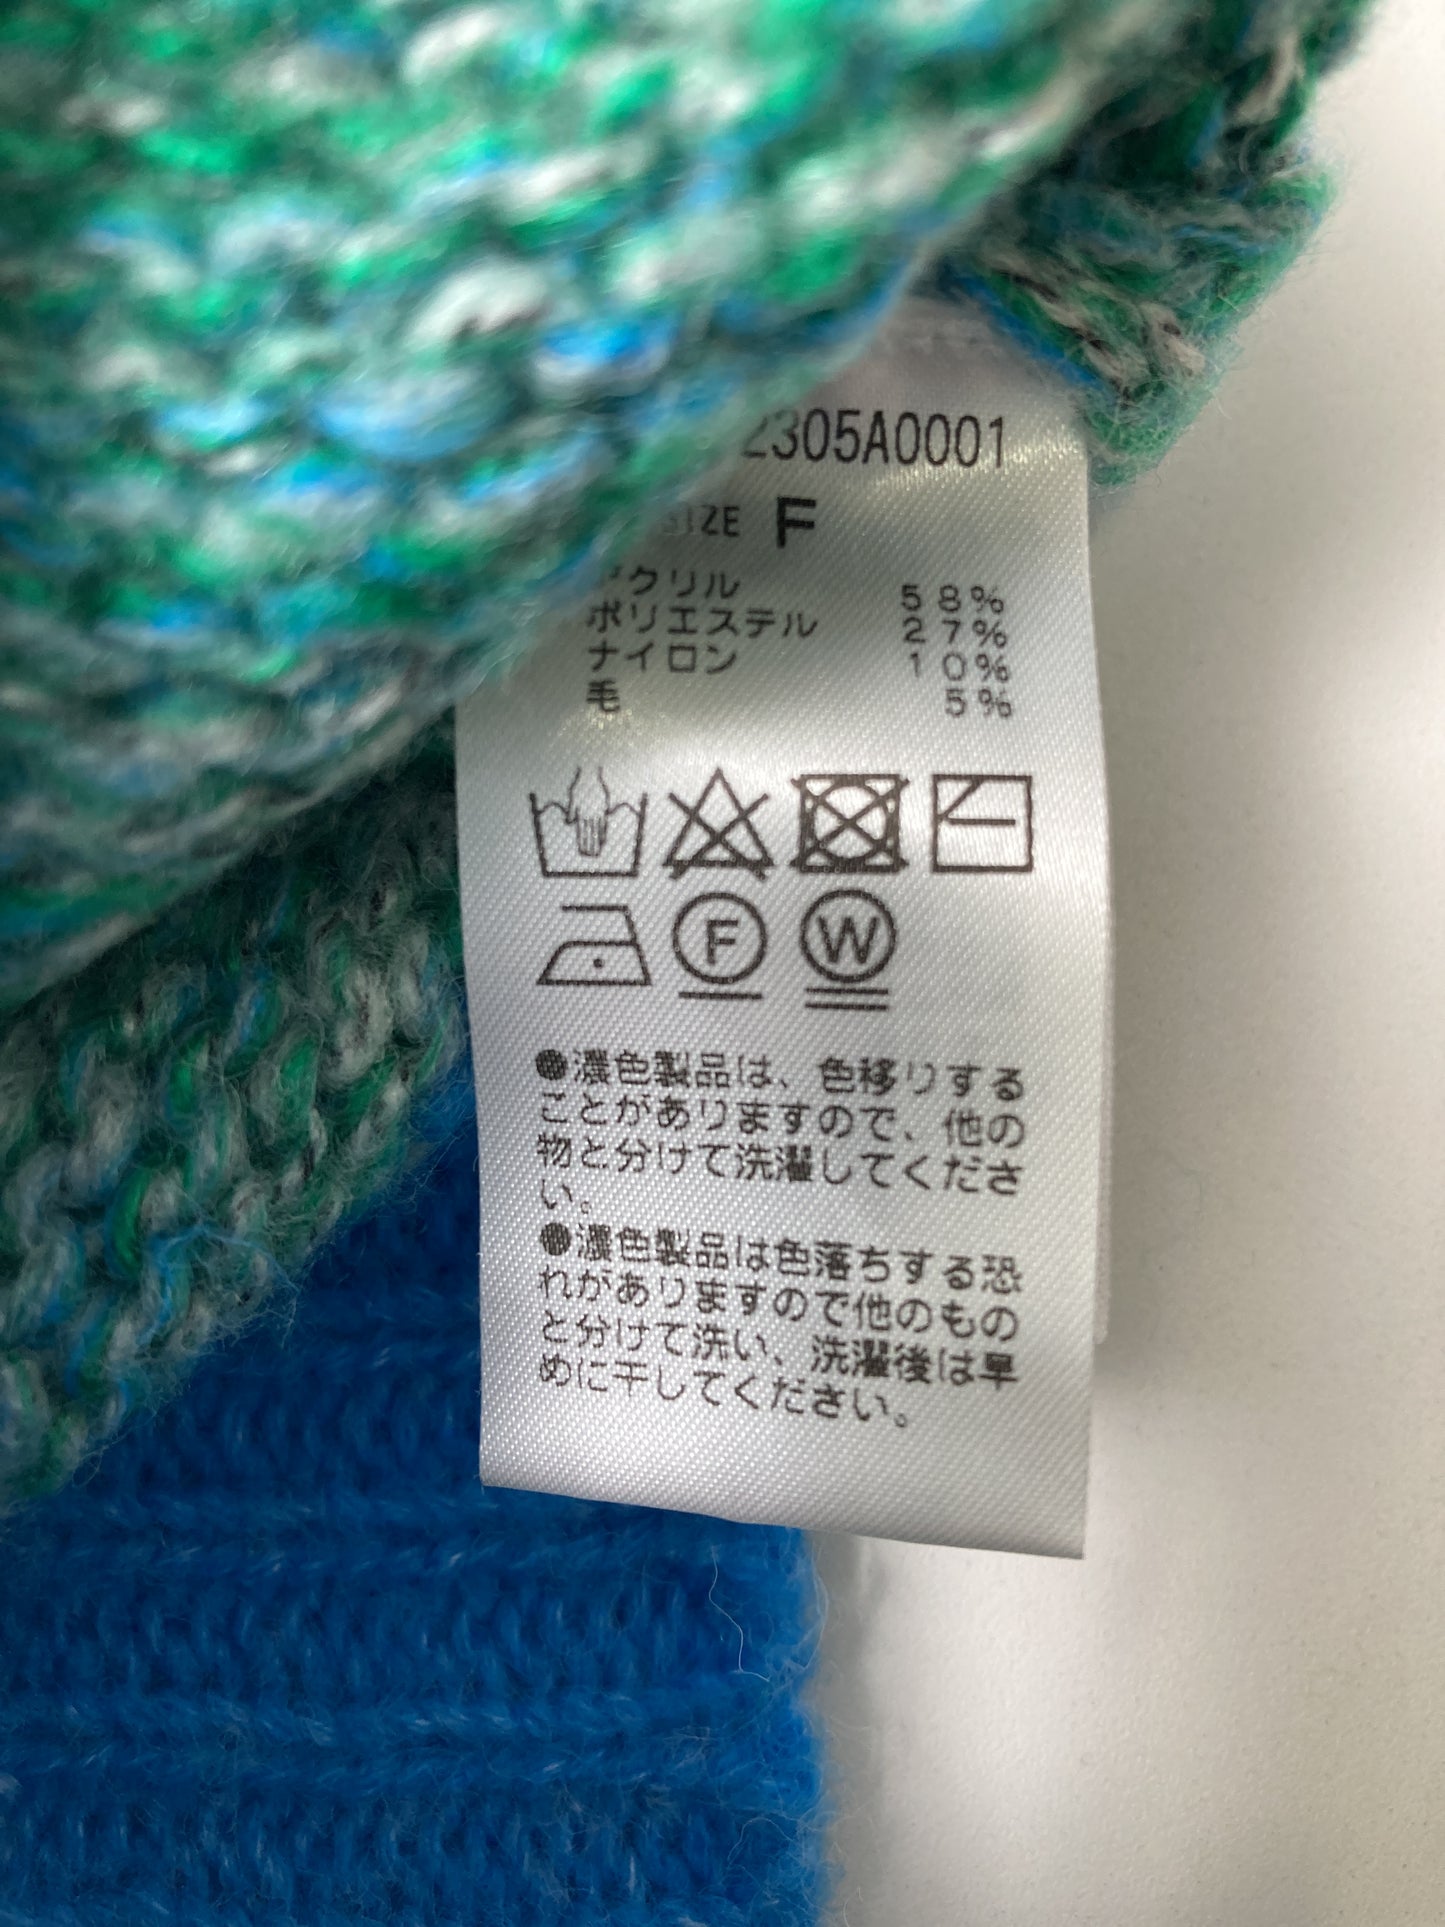 2305A0001
SIZE F
アクリル 58%
ポリエステル 27%
ナイロン 10%
毛 5%
F W
●濃色製品は、色移りする
ことがありますので、他の
物と分けて洗濯してくださ
い。
●濃色製品は色落ちする恐
れがありますので他のもの
と分けて洗い、洗濯後は早
めに干してください。